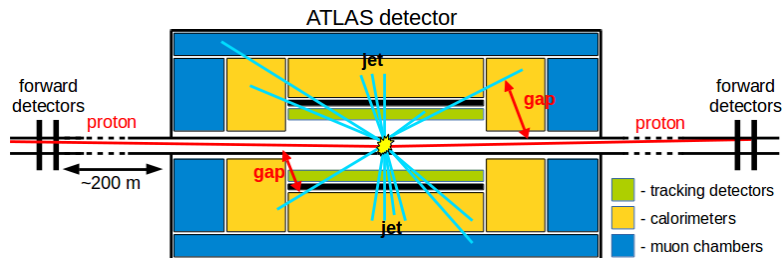 ATLAS detector
jet
forward
detectors
proton
gap
proton
forward
detectors
~200 m
gap
jet
- tracking detectors
- calorimeters
- muon chambers